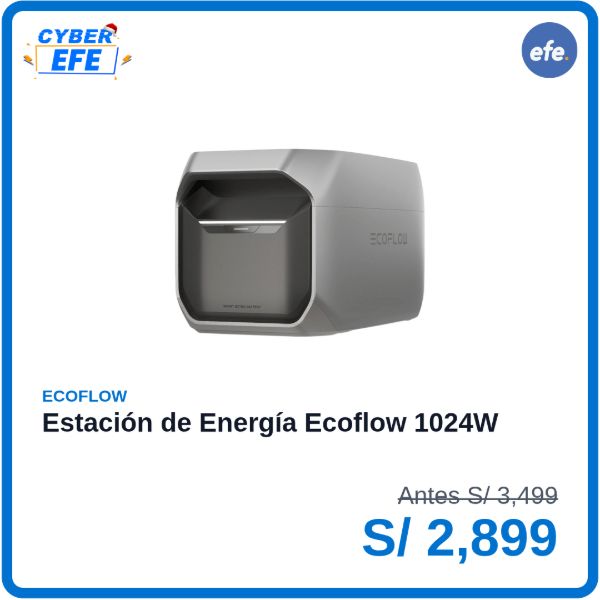 CYBER
EFE
efe.
ECOFLOW
ECOFLOW
Estación de Energía Ecoflow 1024W
Antes S/ 3,499
S/ 2,899